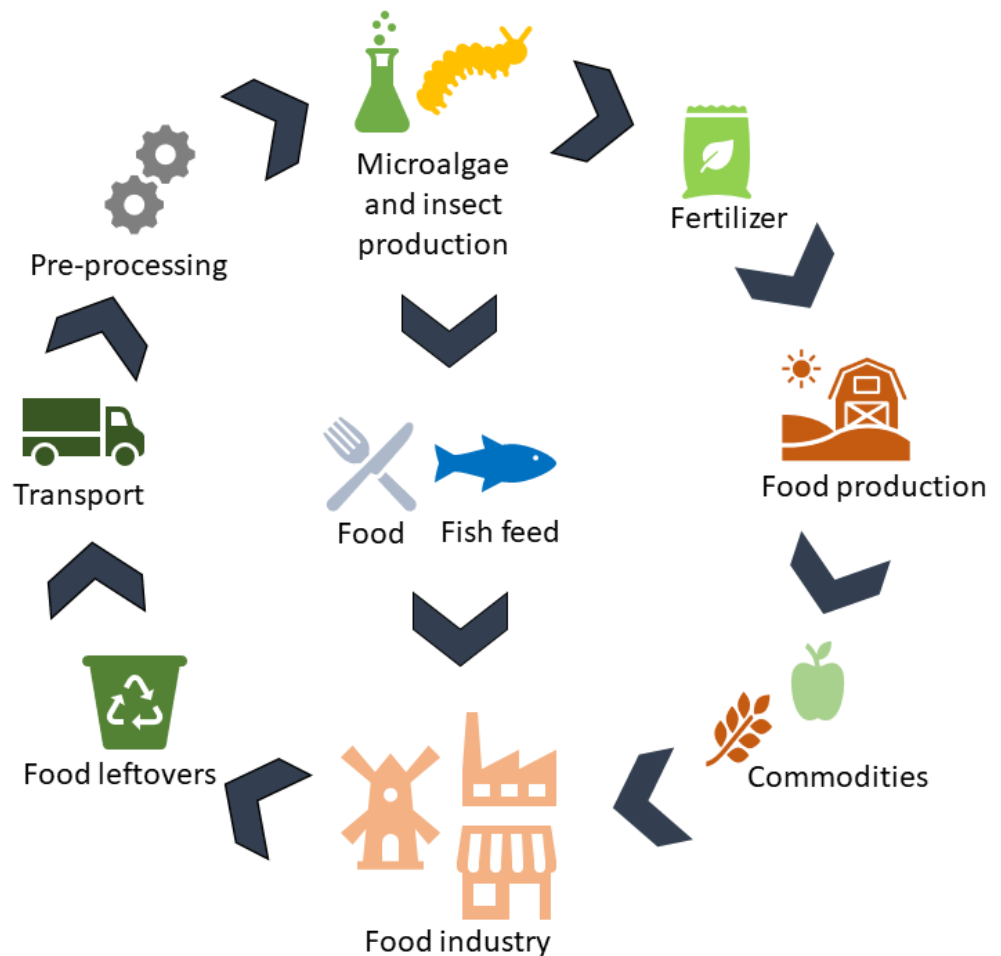 Microalgae
and insect
production
Fertilizer
Pre-processing
Transport
Food production
Food
Fish feed
Food leftovers
Commodities
Food industry